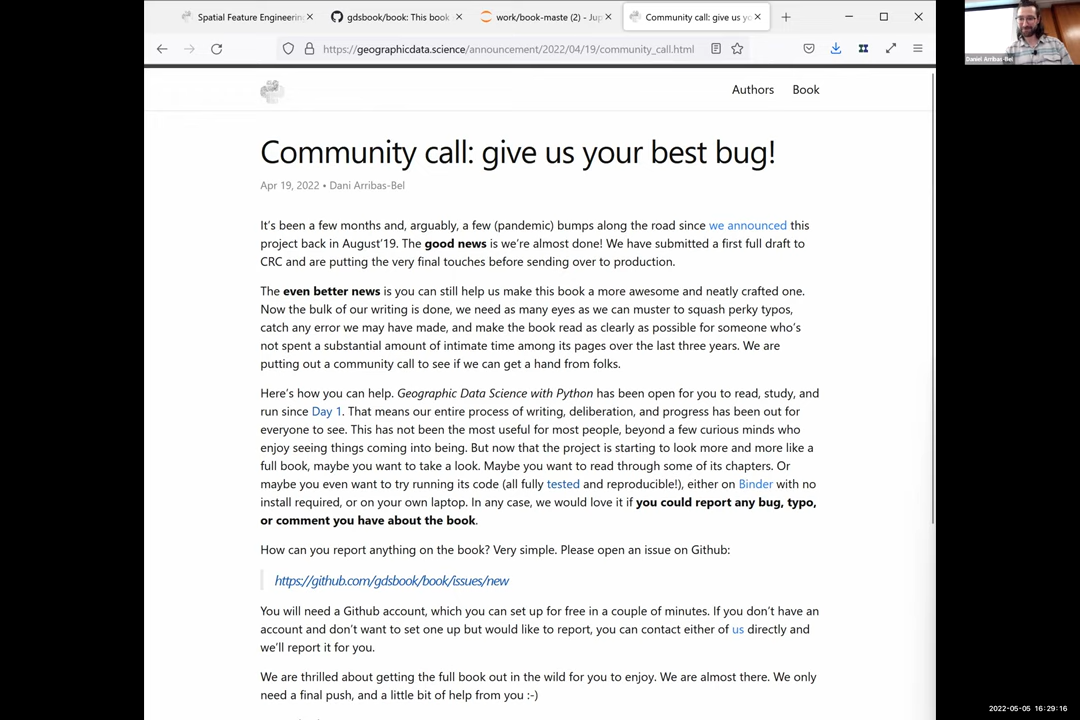 Spatial Feature Engineerin
gdsbook/book: This book
work/book-maste (2) - Jup
Community call: give us yo
https://geographicdata.science/announcement/2022/04/19/community_call.html
Daniel Arribas-Bel
Authors
Book
Community call: give us your best bug!
Apr 19, 2022 • Dani Arribas-Bel
It's been a few months and, arguably, a few (pandemic) bumps along the road since we announced this
project back in August'19. The good news is we're almost done! We have submitted a first full draft to
CRC and are putting the very final touches before sending over to production.
The even better news is you can still help us make this book a more awesome and neatly crafted one.
Now the bulk of our writing is done, we need as many eyes as we can muster to squash perky typos,
catch any error we may have made, and make the book read as clearly as possible for someone who's
not spent a substantial amount of intimate time among its pages over the last three years. We are
putting out a community call to see if we can get a hand from folks.
Here's how you can help. Geographic Data Science with Python has been open for you to read, study, and
run since Day 1. That means our entire process of writing, deliberation, and progress has been out for
everyone to see. This has not been the most useful for most people, beyond a few curious minds who
enjoy seeing things coming into being. But now that the project is starting to look more and more like a
full book, maybe you want to take a look. Maybe you want to read through some of its chapters. Or
maybe you even want to try running its code (all fully tested and reproducible!), either on Binder with no
install required, or on your own laptop. In any case, we would love it if you could report any bug, typo,
or comment you have about the book.
How can you report anything on the book? Very simple. Please open an issue on Github:
https://github.com/gdsbook/book/issues/new
You will need a Github account, which you can set up for free in a couple of minutes. If you don't have an
account and don't want to set one up but would like to report, you can contact either of us directly and
we'll report it for you.
We are thrilled about getting the full book out in the wild for you to enjoy. We are almost there. We only
need a final push, and a little bit of help from you :-)
2022-05-05 16:29:16